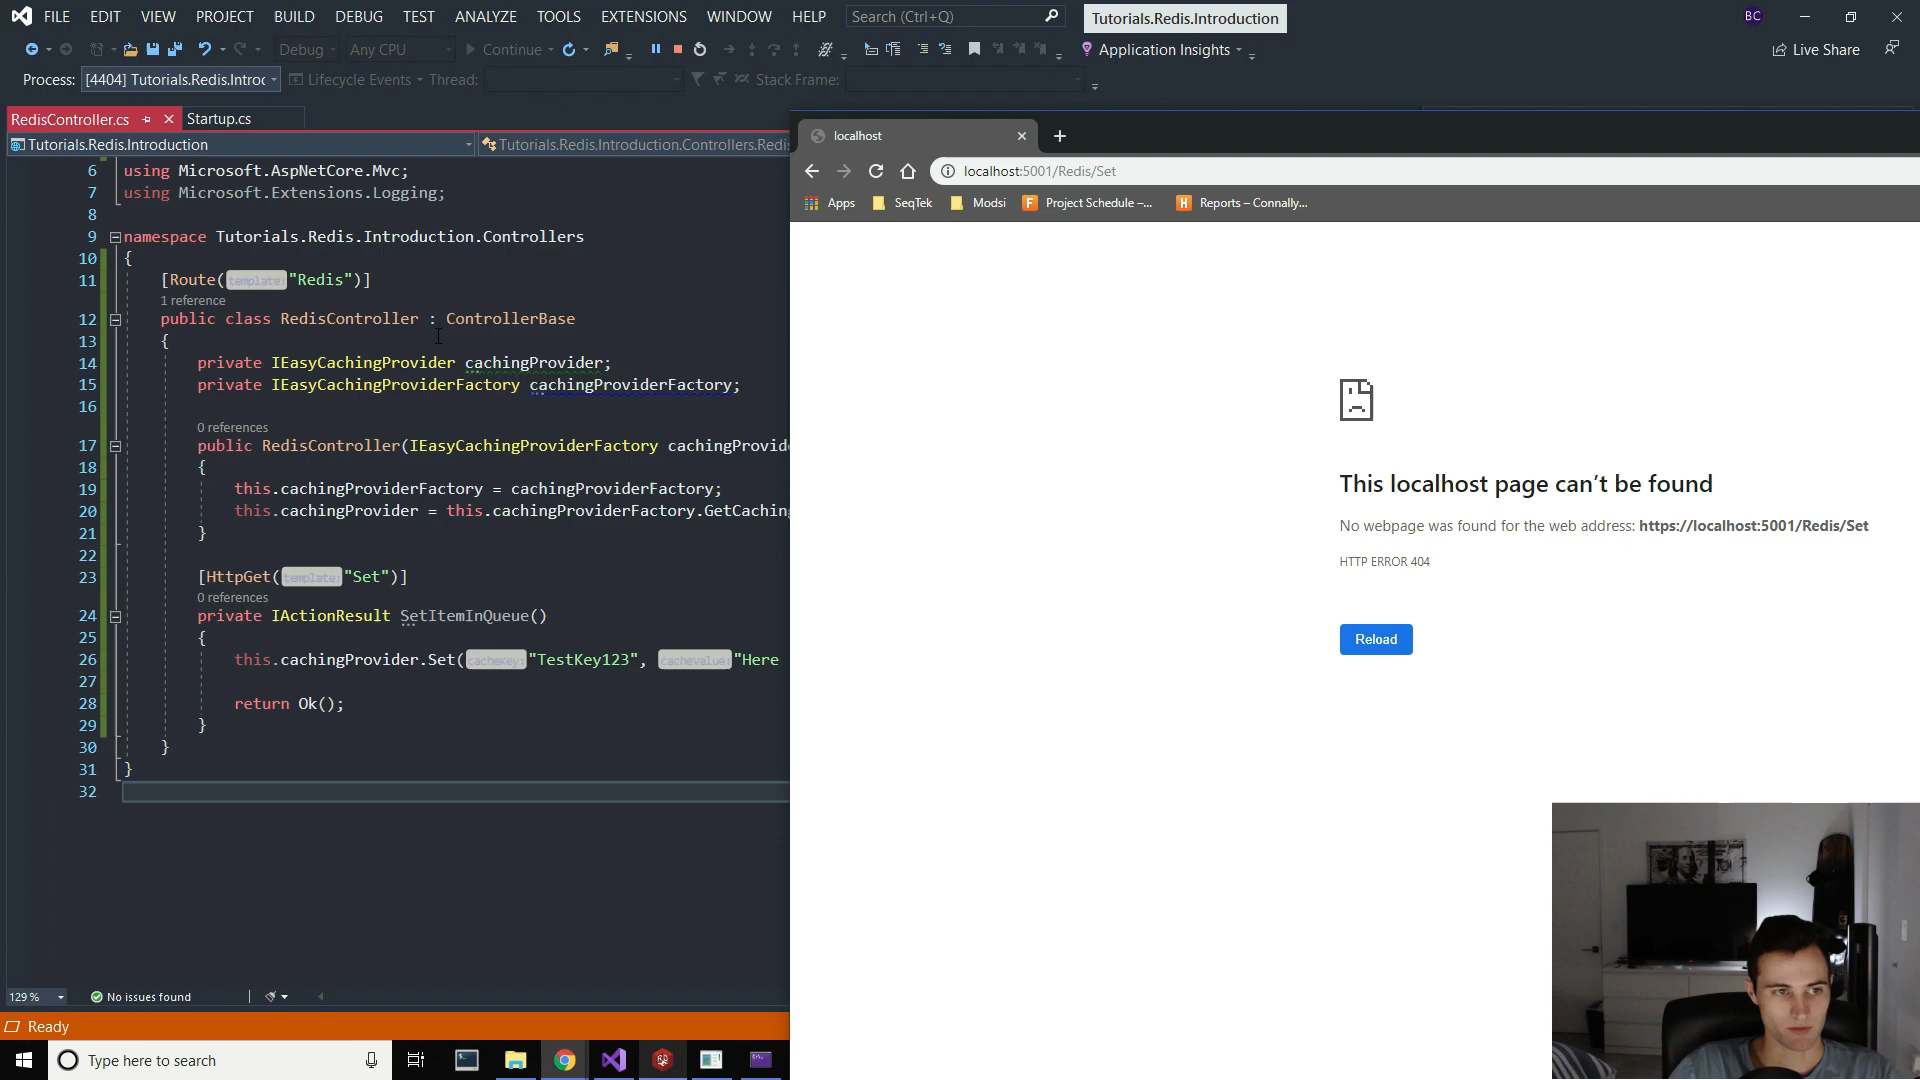 FILE EDIT VIEW PROJECT BUILD DEBUG TEST ANALYZE TOOLS EXTENSIONS WINDOW HELP Search (Ctrl+Q) Tutorials.Redis.Introduction BC
Debug Any CPU Continue Application Insights Live Share
Process: [4404] Tutorials.Redis.Introc Lifecycle Events Thread: Stack Frame:
RedisController.cs Startup.cs
Tutorials.Redis.Introduction Tutorials.Redis.Introduction.Controllers.Redis
6 using Microsoft.AspNetCore.Mvc;
7 using Microsoft.Extensions.Logging;
8
9 namespace Tutorials.Redis.Introduction.Controllers
10 {
11 [Route(template: "Redis")]
1 reference
12 public class RedisController : ControllerBase
13 {
14 private IEasyCachingProvider cachingProvider;
15 private IEasyCachingProviderFactory cachingProviderFactory;
16
0 references
17 public RedisController(IEasyCachingProviderFactory cachingProvide
18 {
19 this.cachingProviderFactory = cachingProviderFactory;
20 this.cachingProvider = this.cachingProviderFactory.GetCaching
21 }
22
23 [HttpGet(template: "Set")]
0 references
24 private IActionResult SetItemInQueue()
25 {
26 this.cachingProvider.Set(cacheKey: "TestKey123", cacheValue: "Here
27
28 return Ok();
29 }
30 }
31 }
32
129 % No issues found
Ready
Type here to search
localhost
localhost:5001/Redis/Set
Apps SeqTek Modsi F Project Schedule –... H Reports – Connally...
This localhost page can't be found
No webpage was found for the web address: https://localhost:5001/Redis/Set
HTTP ERROR 404
Reload